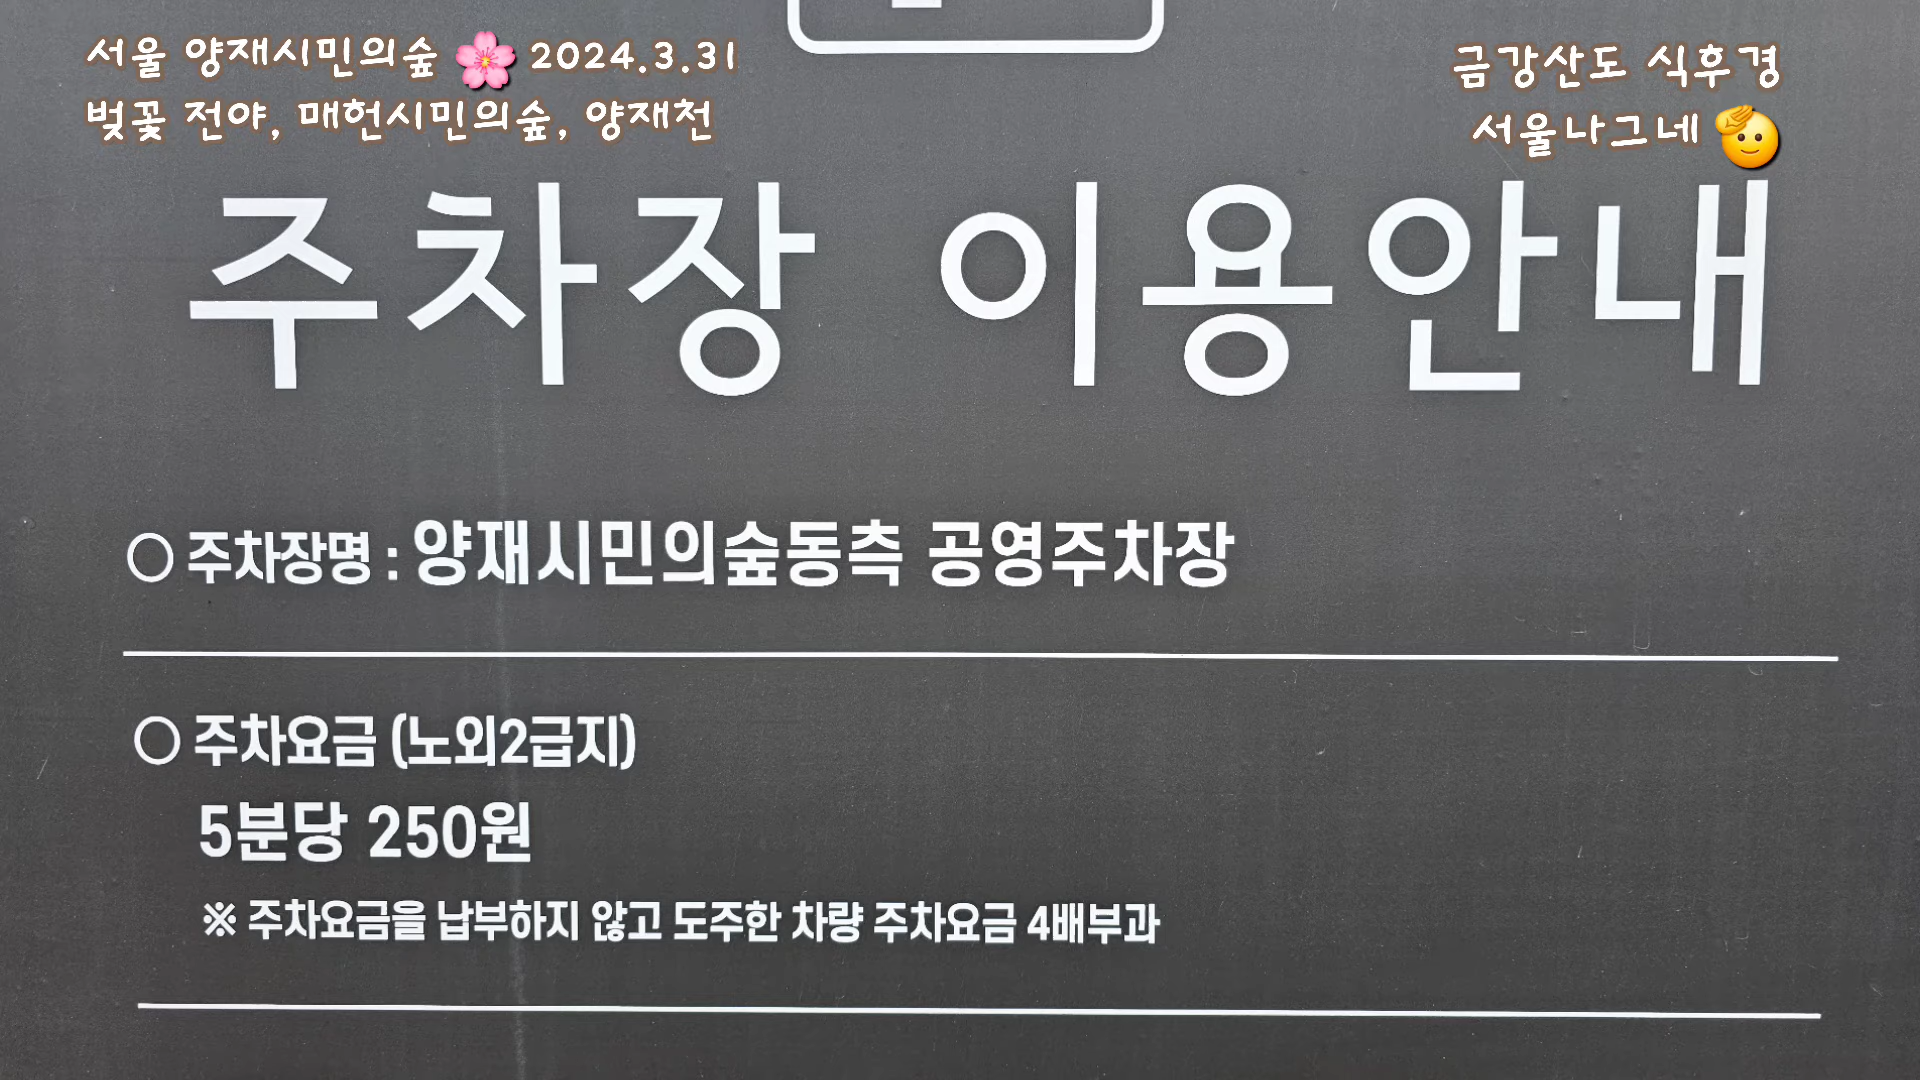 서울 양재시민의숲 🌸 2024.3.31
벚꽃 전야, 매헌시민의숲, 양재천
금강산도 식후경
서울나그네 🫡
주차장 이용안내
○ 주차장명 : 양재시민의숲동측 공영주차장
○ 주차요금 (노외2급지)
5분당 250원
※ 주차요금을 납부하지 않고 도주한 차량 주차요금 4배부과